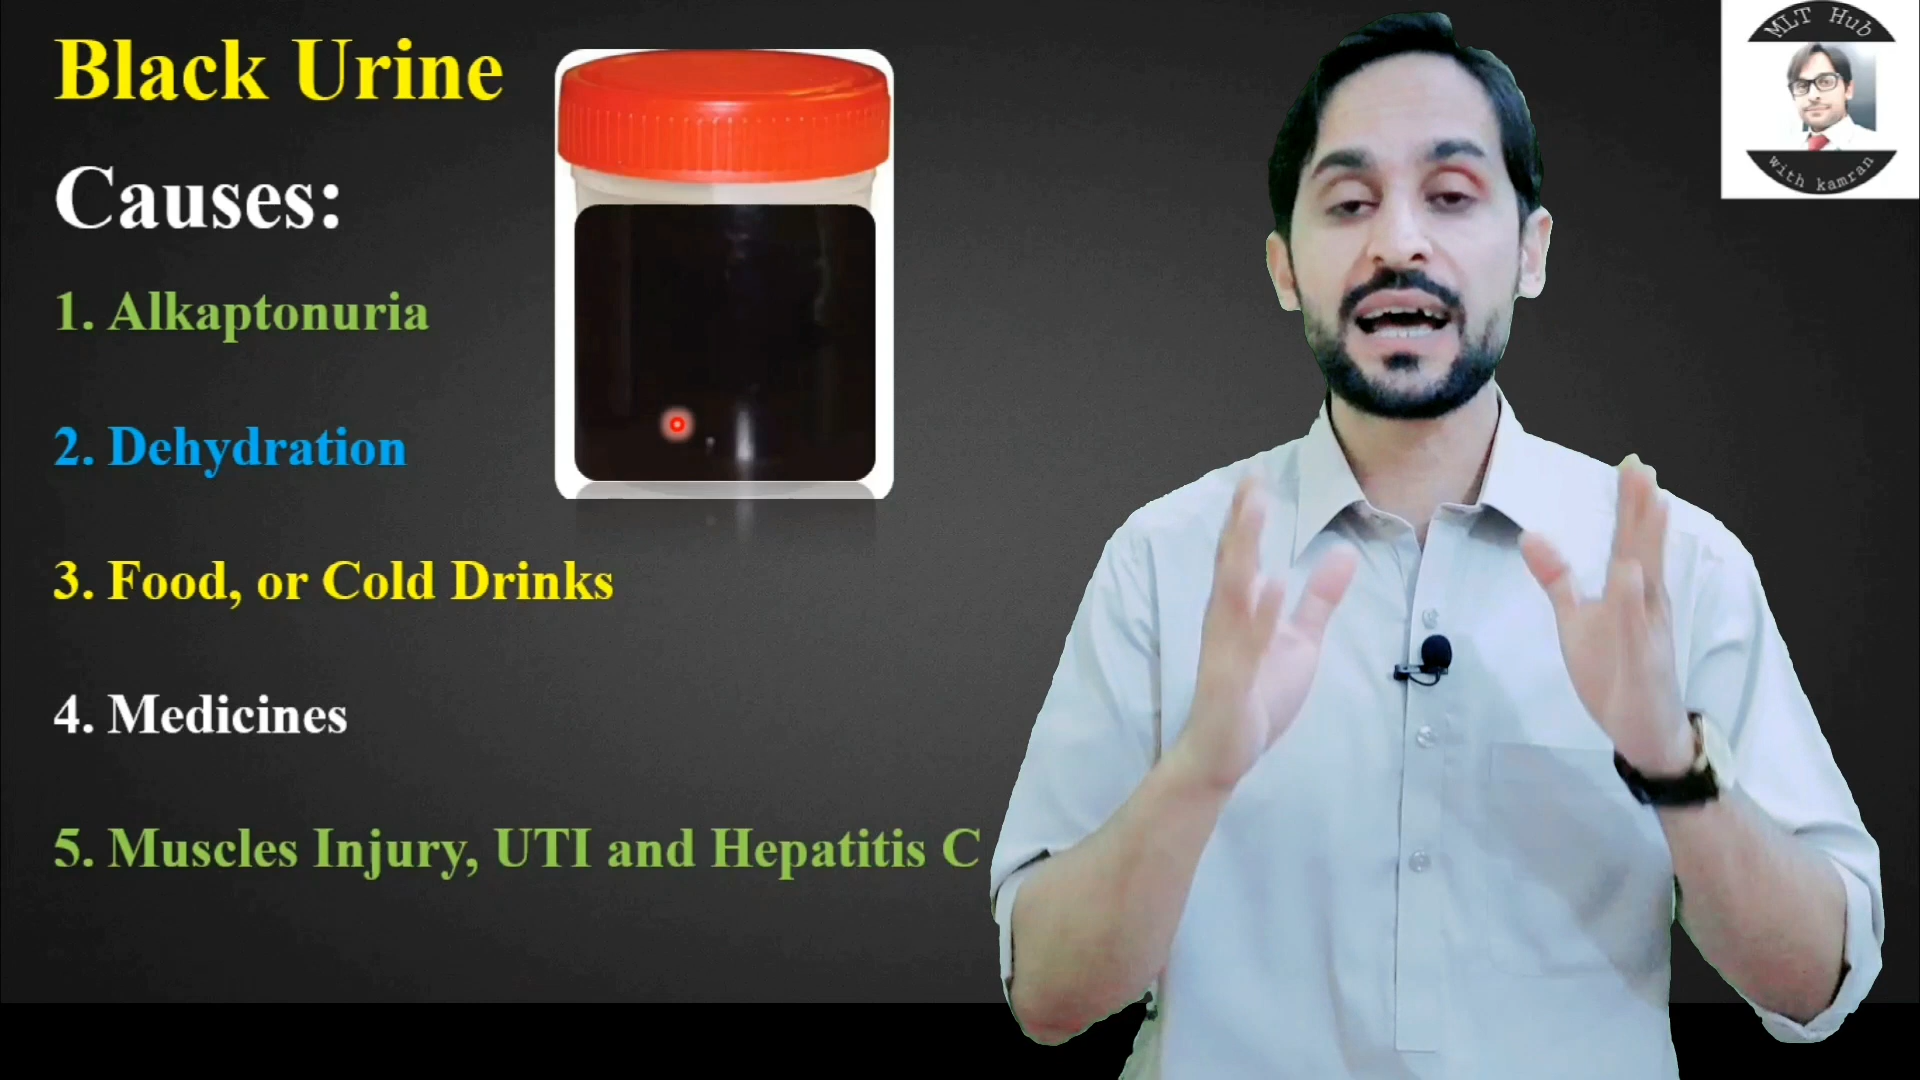 Black Urine
Causes:
1. Alkaptonuria
2. Dehydration
3. Food, or Cold Drinks
4. Medicines
5. Muscles Injury, UTI and Hepatitis C
MLT Hub
with kamran